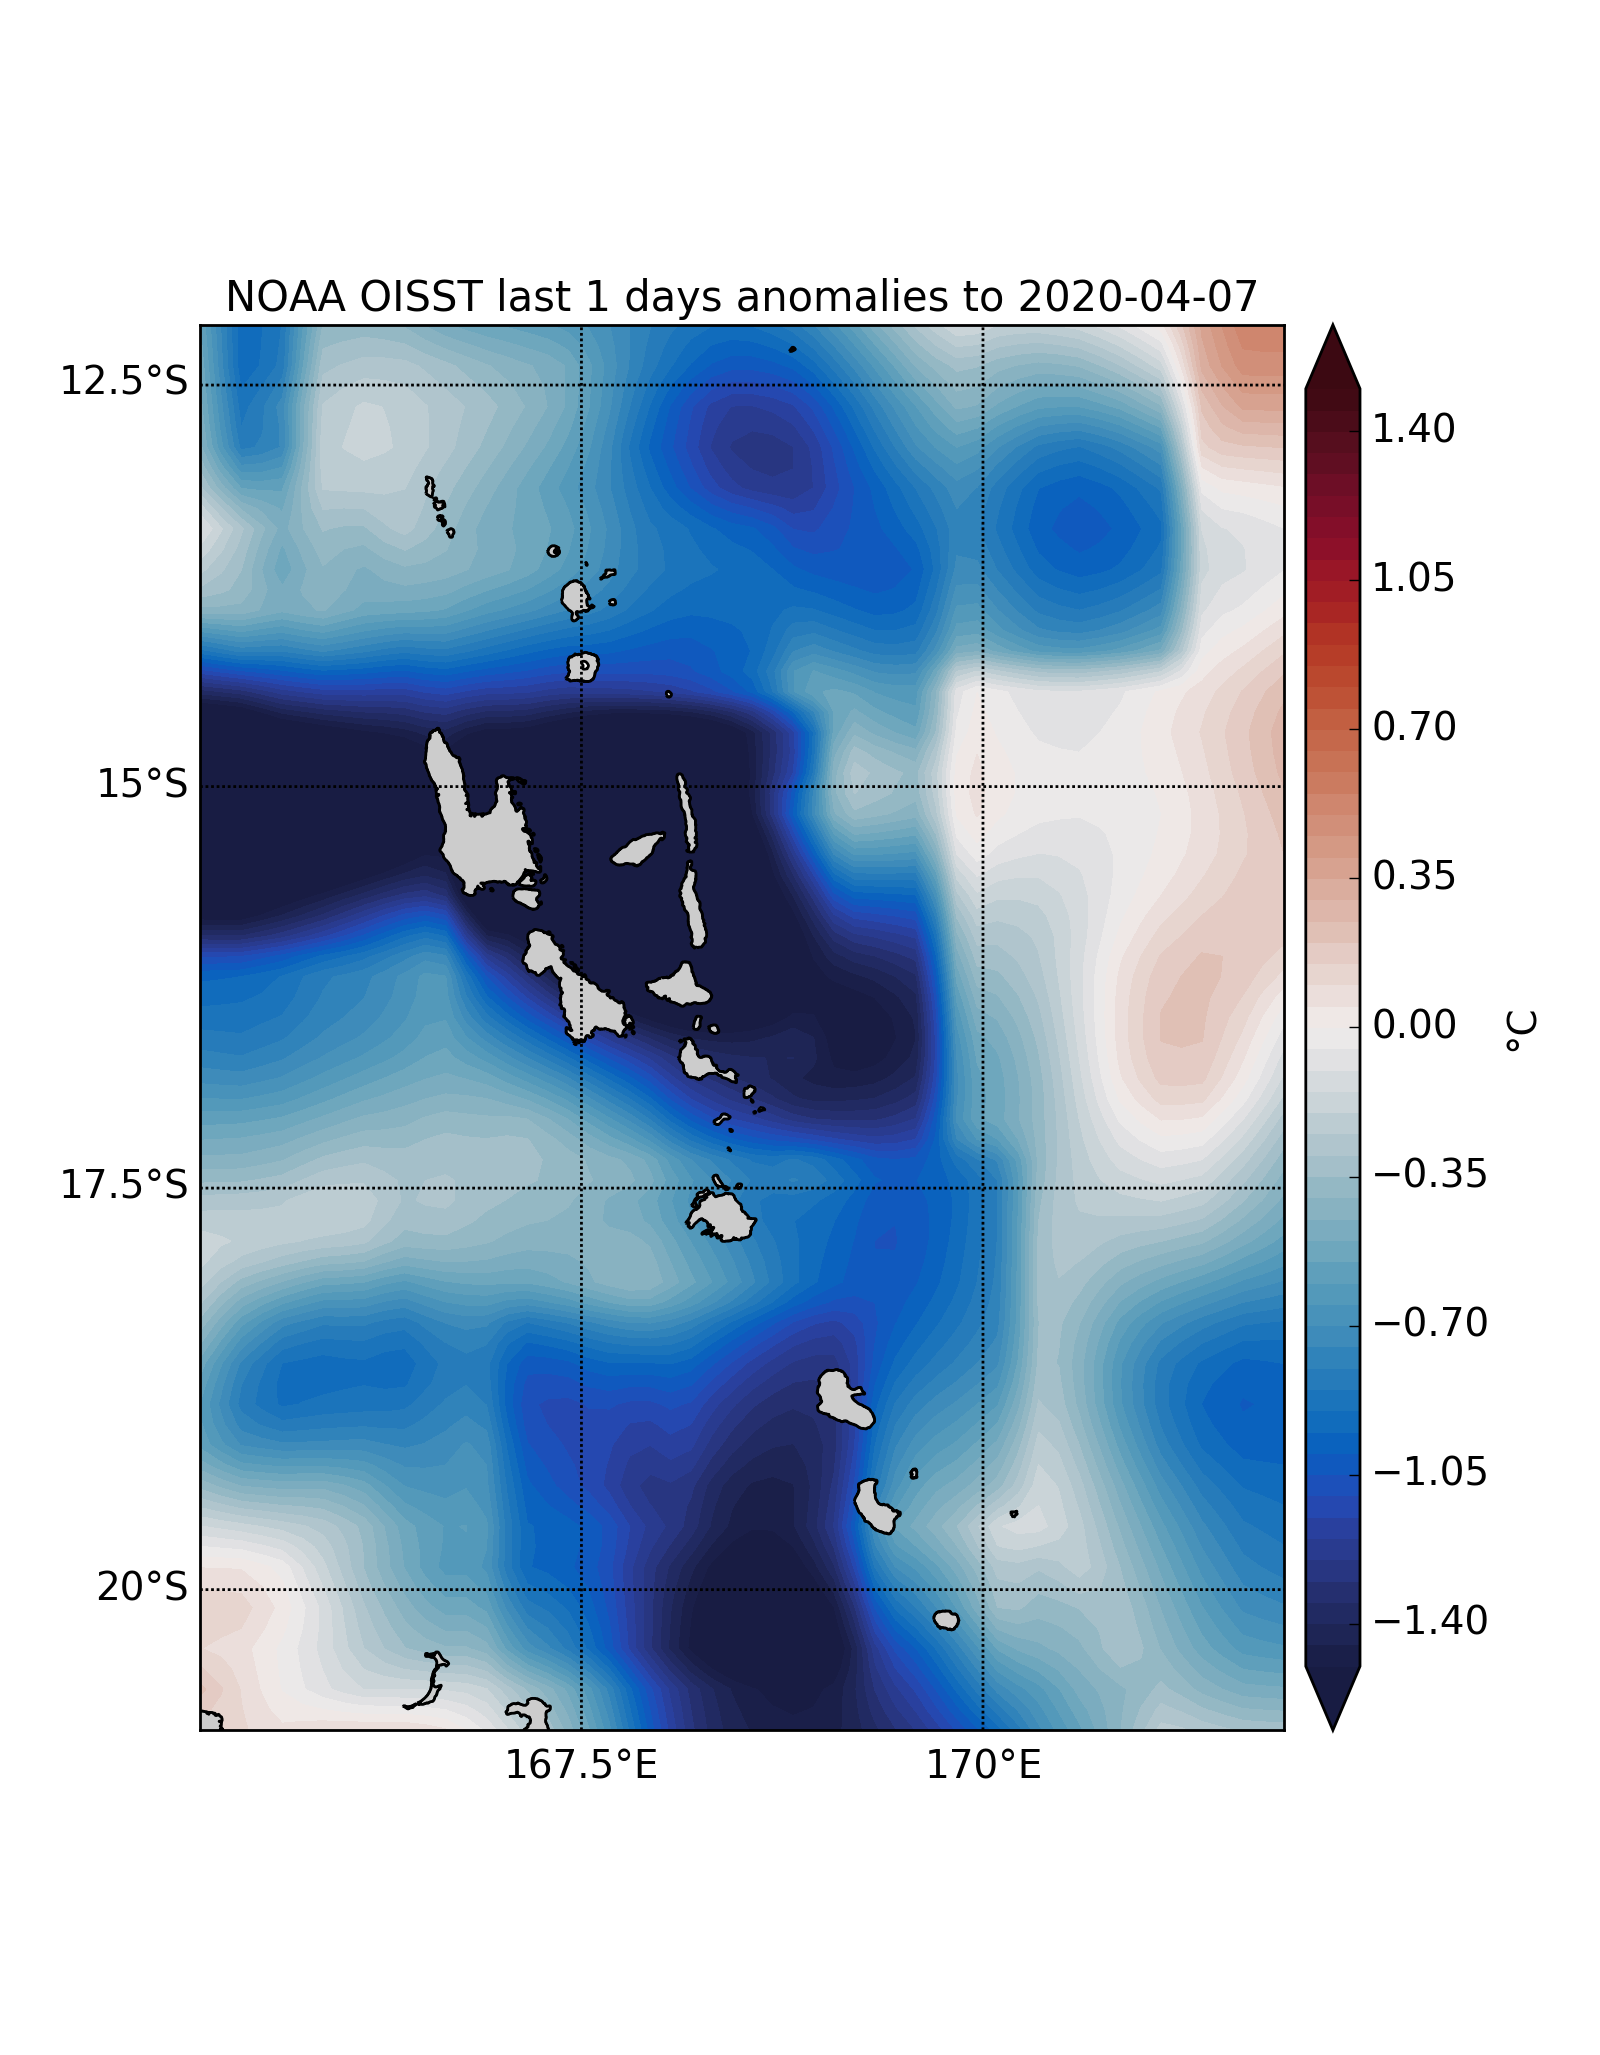 NOAA OISST last 1 days anomalies to 2020-04-07
12.5°S
15°S
17.5°S
20°S
167.5°E
170°E
1.40
1.05
0.70
0.35
0.00
−0.35
−0.70
−1.05
−1.40
°C